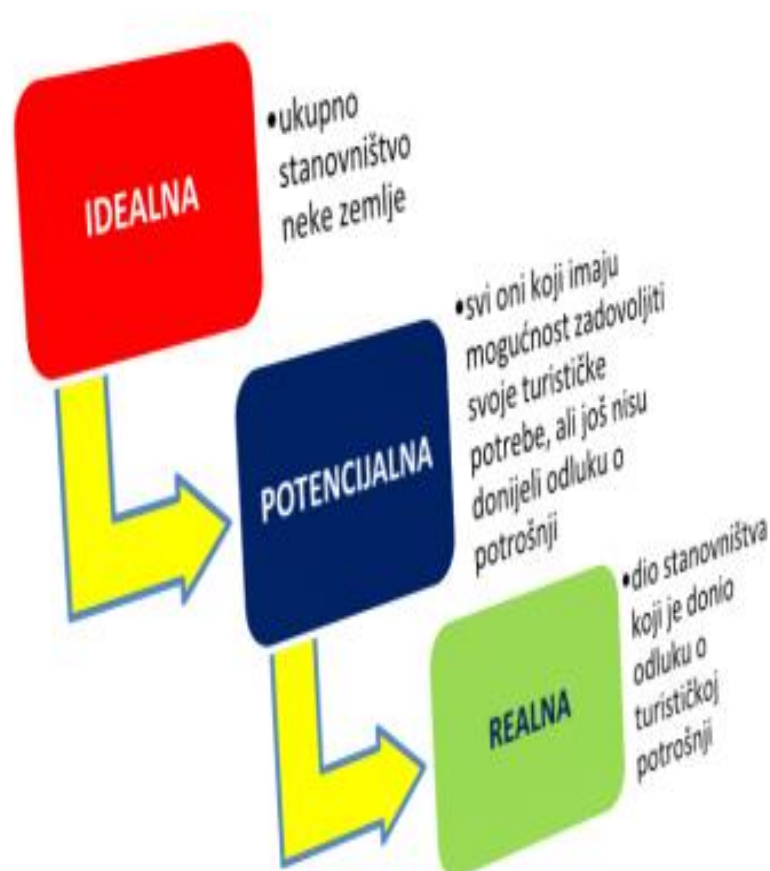 IDEALNA
•ukupno
stanovništvo
neke zemlje
POTENCIJALNA
•svi oni koji imaju
mogućnost zadovoljiti
svoje turističke
potrebe, ali još nisu
donijeli odluku o
potrošnji
REALNA
•dio stanovništva
koji je donio
odluku o
turističkoj
potrošnji